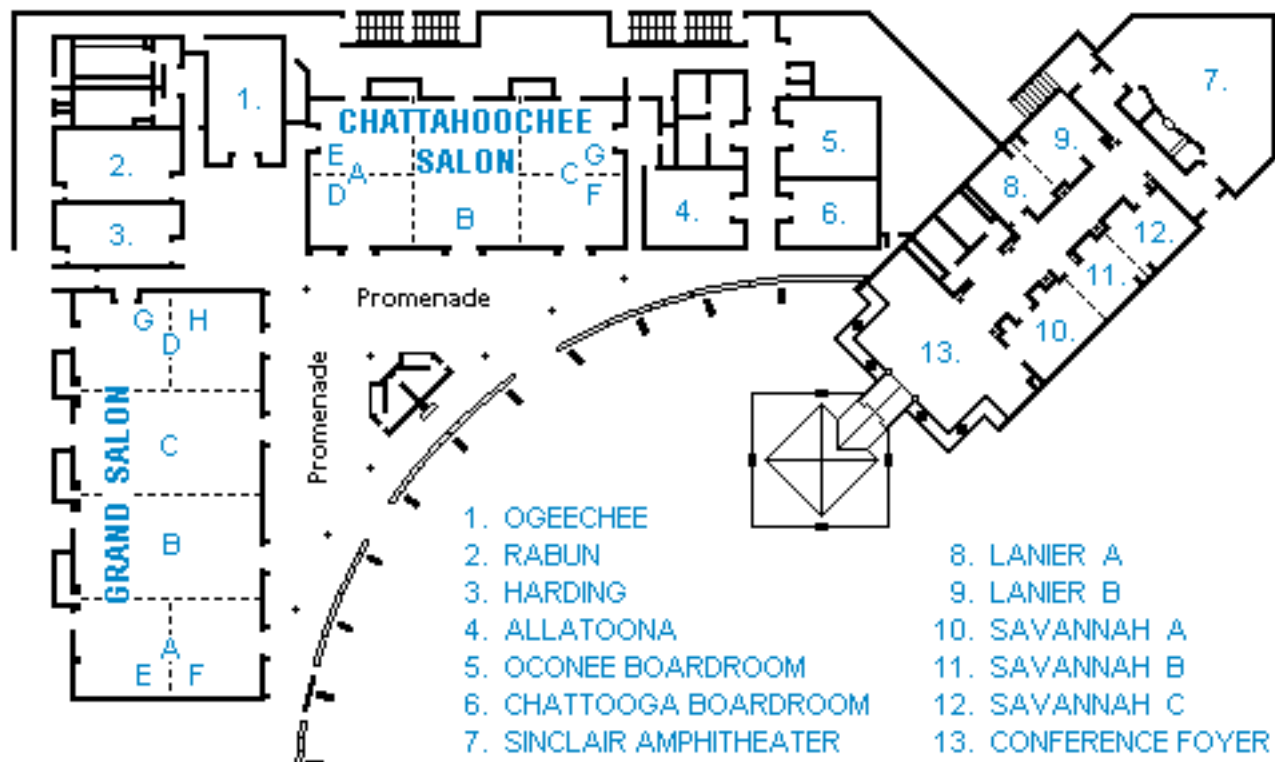 1.
7.
CHATTAHOOCHEE
SALON
E
A
D
B
G
C
F
2.
3.
4.
5.
6.
9.
8.
12.
11.
10.
13.
Promenade
Promenade
GRAND SALON
G
H
D
C
B
A
E
F
1. OGEECHEE
2. RABUN
3. HARDING
4. ALLATOONA
5. OCONEE BOARDROOM
6. CHATTOOGA BOARDROOM
7. SINCLAIR AMPHITHEATER
8. LANIER A
9. LANIER B
10. SAVANNAH A
11. SAVANNAH B
12. SAVANNAH C
13. CONFERENCE FOYER